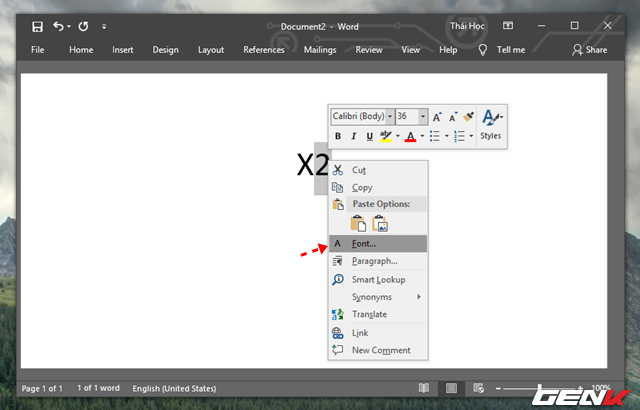 Document2 - Word
Thái Học
File Home Insert Design Layout References Mailings Review View Help Tell me Share
Calibri (Body) 36 A A
B I U ab A Styles
X2
Cut
Copy
Paste Options:
A Font...
Paragraph...
Smart Lookup
Synonyms
Translate
Link
New Comment
Page 1 of 1 1 of 1 word English (United States) 100%
GENK